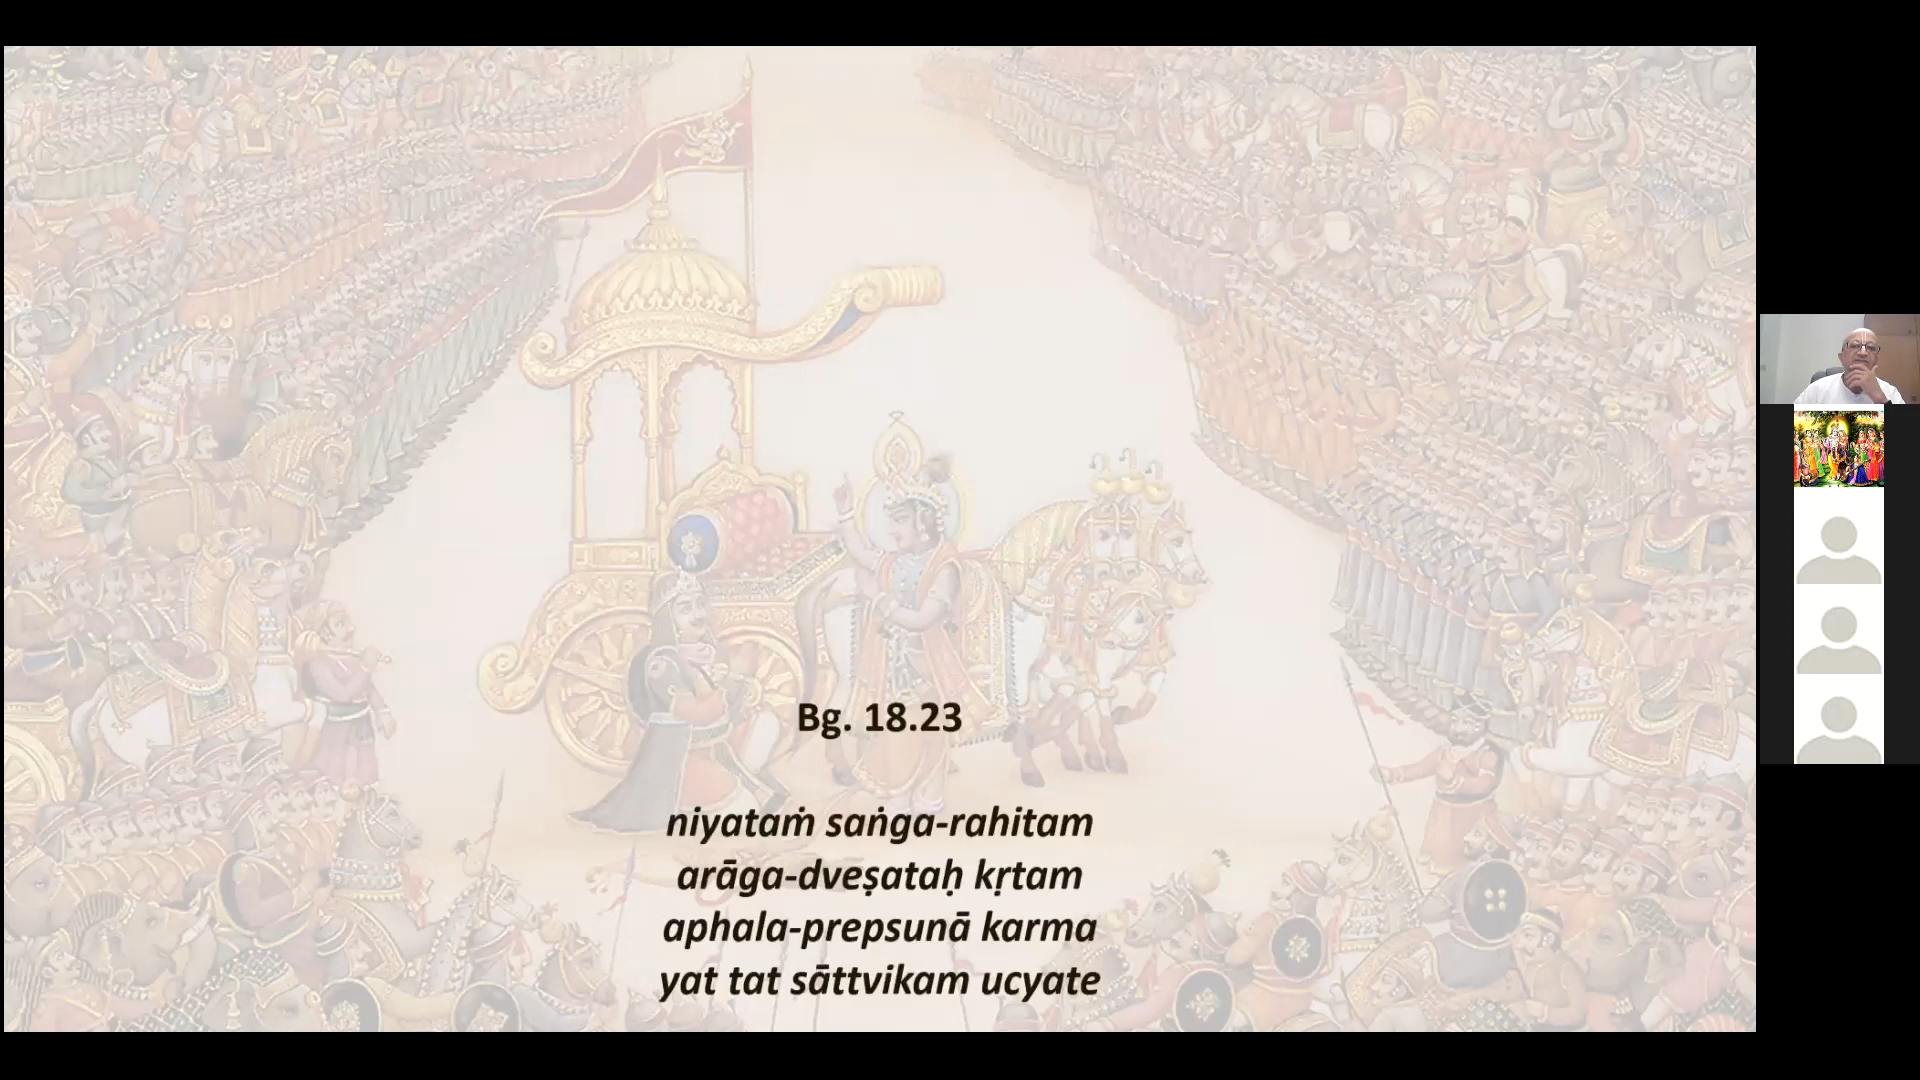 Bg. 18.23
niyataṁ saṅga-rahitam
arāga-dveṣataḥ kṛtam
aphala-prepsunā karma
yat tat sāttvikam ucyate